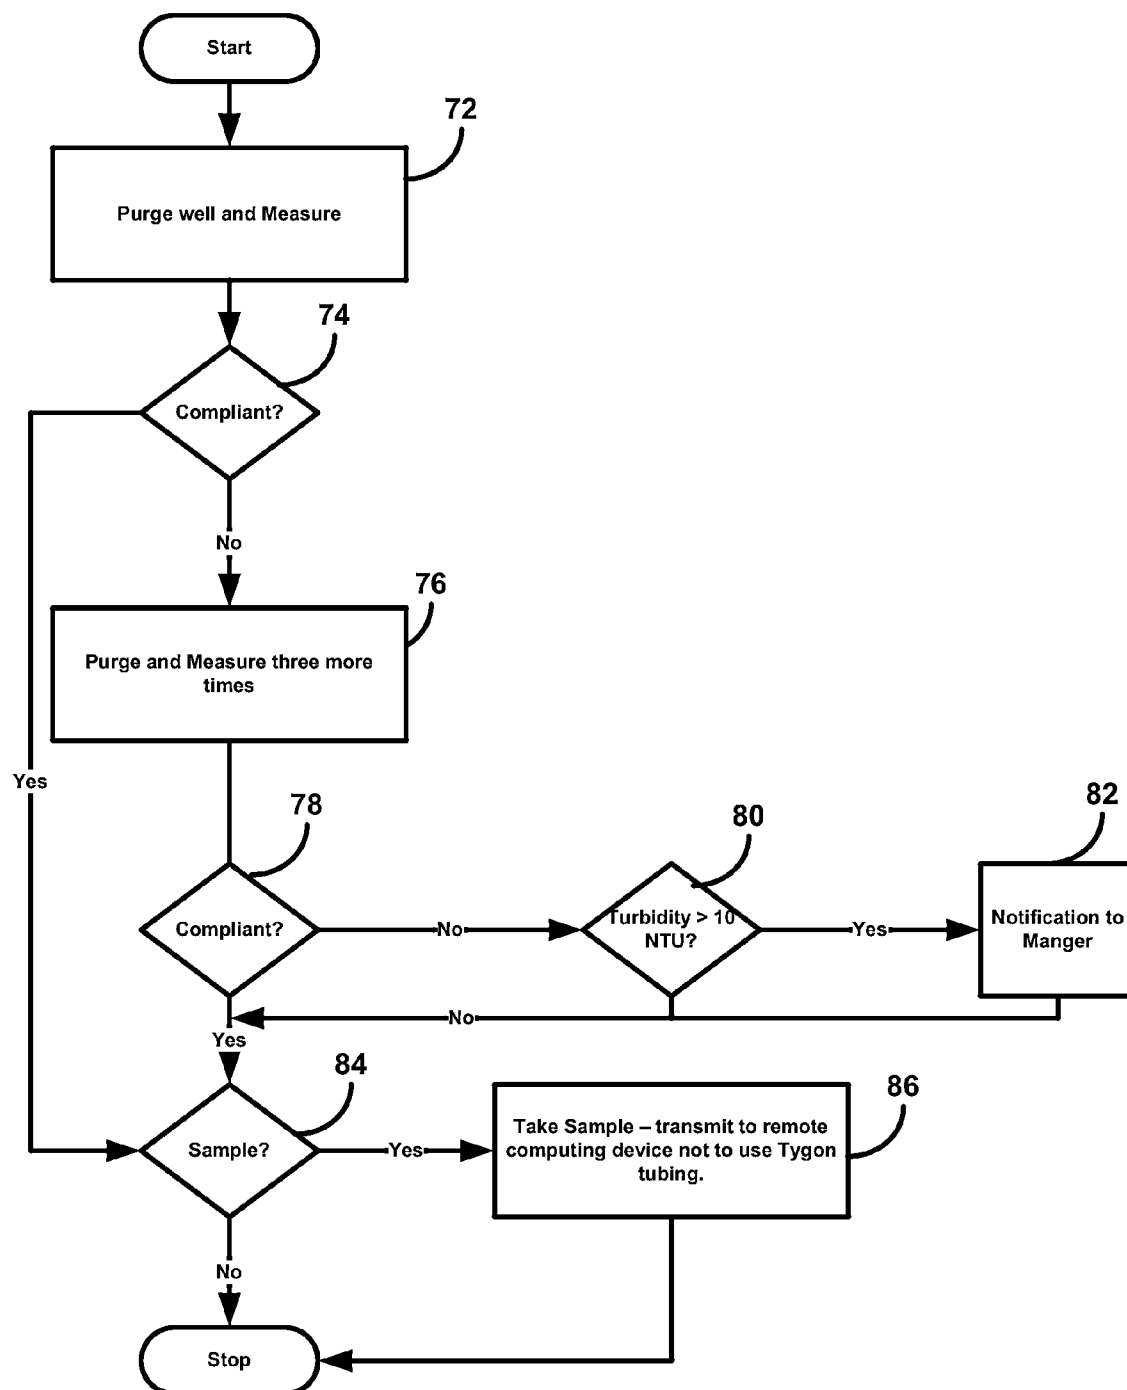 Start
72
Purge well and Measure
74
Compliant?
No
76
Purge and Measure three more
times
Yes
78
80
82
Compliant?
No
Turbidity > 10
NTU?
Yes
Notification to
Manger
No
Yes
84
86
Sample?
Yes
Take Sample – transmit to remote
computing device not to use Tygon
tubing.
No
Stop